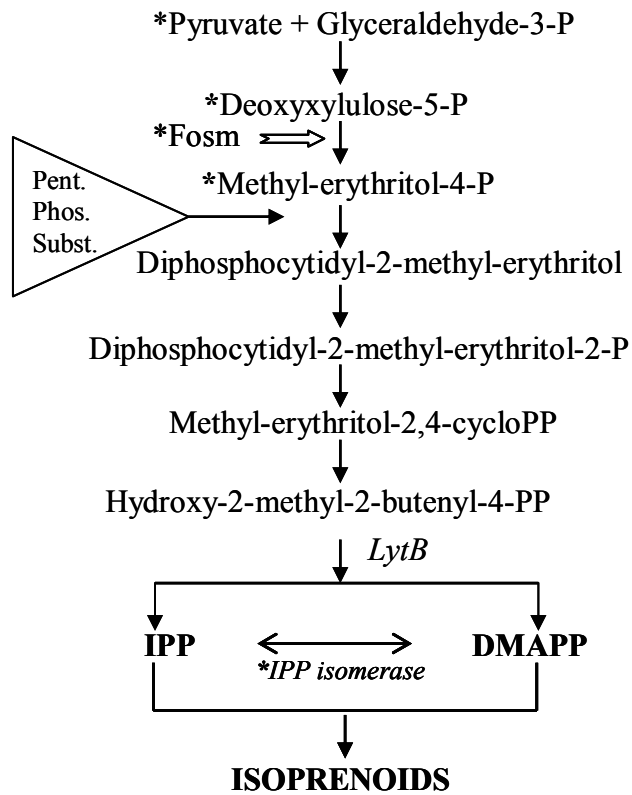 *Pyruvate + Glyceraldehyde-3-P
*Deoxyxylulose-5-P
*Fosm
Pent.
Phos.
Subst.
*Methyl-erythritol-4-P
Diphosphocytidyl-2-methyl-erythritol
Diphosphocytidyl-2-methyl-erythritol-2-P
Methyl-erythritol-2,4-cycloPP
Hydroxy-2-methyl-2-butenyl-4-PP
LytB
IPP
DMAPP
*IPP isomerase
ISOPRENOIDS